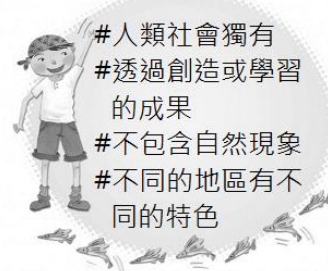 #人類社會獨有
#透過創造或學習
的成果
#不包含自然現象
#不同的地區有不
同的特色